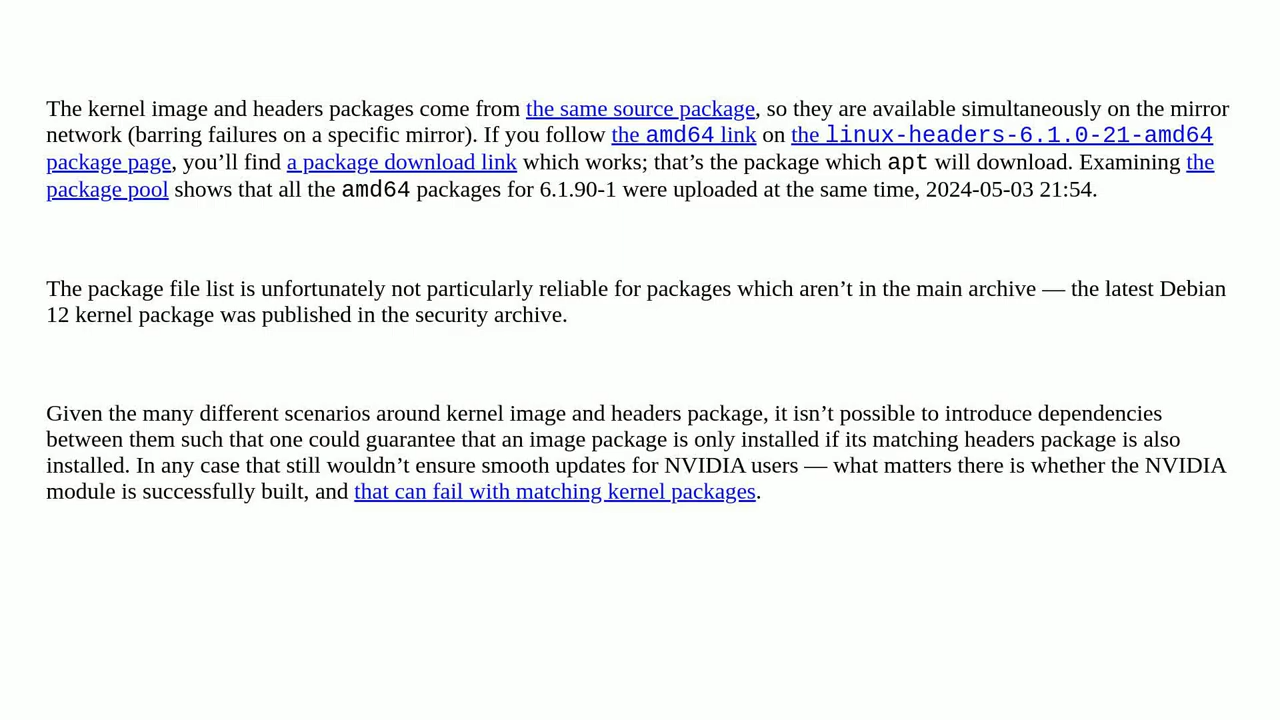 The kernel image and headers packages come from the same source package, so they are available simultaneously on the mirror
network (barring failures on a specific mirror). If you follow the amd64 link on the linux-headers-6.1.0-21-amd64
package page, you’ll find a package download link which works; that’s the package which apt will download. Examining the
package pool shows that all the amd64 packages for 6.1.90-1 were uploaded at the same time, 2024-05-03 21:54.
The package file list is unfortunately not particularly reliable for packages which aren’t in the main archive — the latest Debian
12 kernel package was published in the security archive.
Given the many different scenarios around kernel image and headers package, it isn’t possible to introduce dependencies
between them such that one could guarantee that an image package is only installed if its matching headers package is also
installed. In any case that still wouldn’t ensure smooth updates for NVIDIA users — what matters there is whether the NVIDIA
module is successfully built, and that can fail with matching kernel packages.